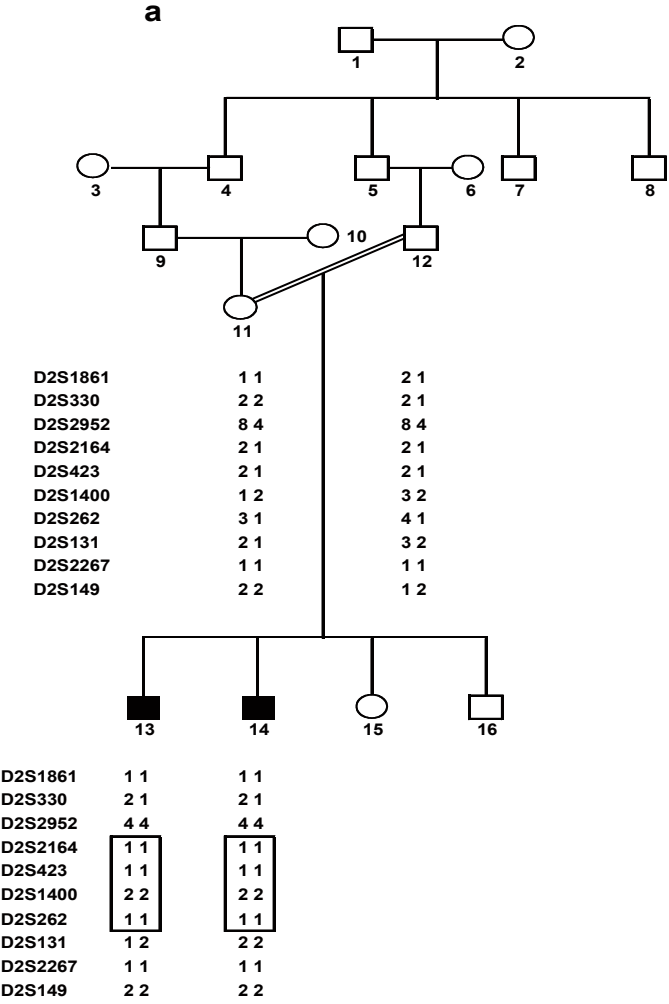 a
1 2
3 4 5 6 7 8
9 10 12
11
D2S1861 1 1 2 1
D2S330 2 2 2 1
D2S2952 8 4 8 4
D2S2164 2 1 2 1
D2S423 2 1 2 1
D2S1400 1 2 3 2
D2S262 3 1 4 1
D2S131 2 1 3 2
D2S2267 1 1 1 1
D2S149 2 2 1 2
13 14 15 16
D2S1861 1 1 1 1
D2S330 2 1 2 1
D2S2952 4 4 4 4
D2S2164 1 1 1 1
D2S423 1 1 1 1
D2S1400 2 2 2 2
D2S262 1 1 1 1
D2S131 1 2 2 2
D2S2267 1 1 1 1
D2S149 2 2 2 2